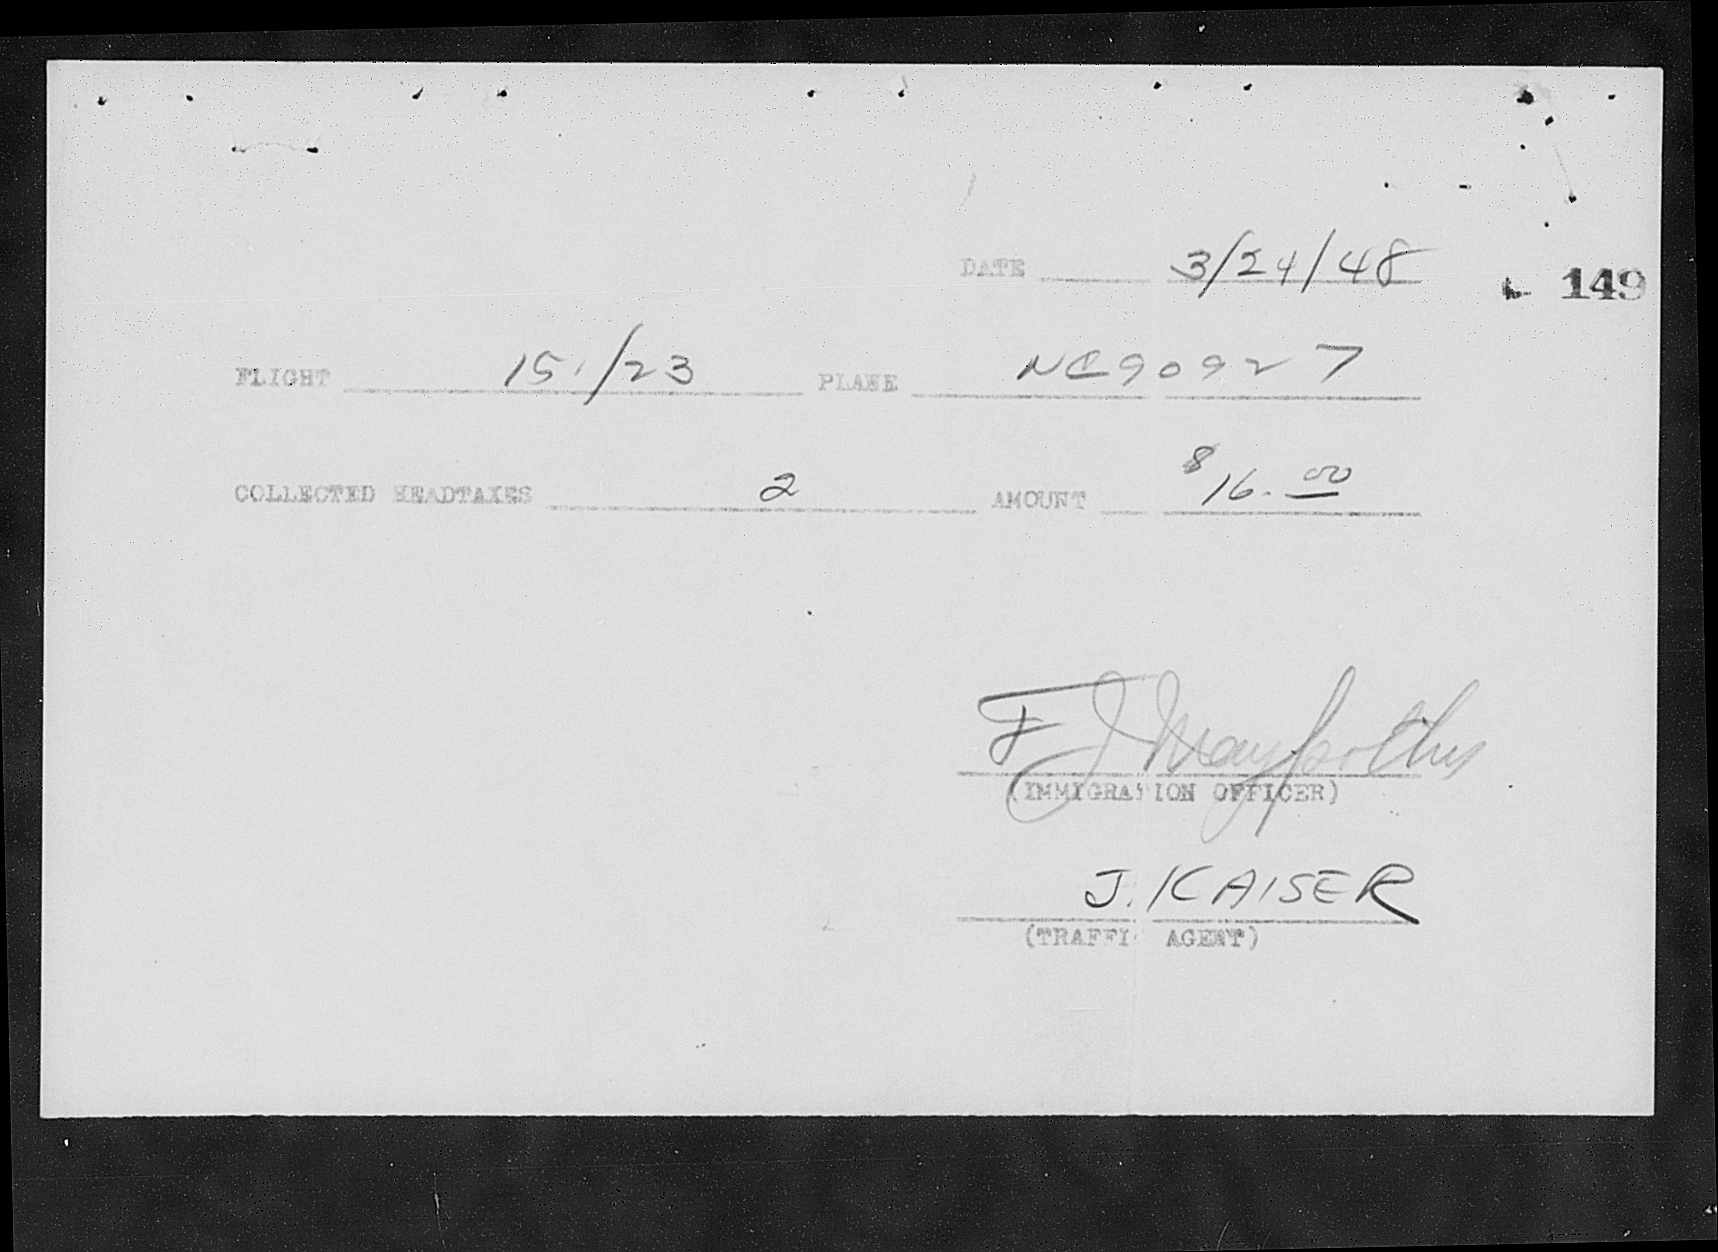 DATE 3/24/48
149
FLIGHT 15./23 PLANE NC90927
COLLECTED HEADTAXES 2 AMOUNT $16.00
F J
(IMMIGRATION OFFICER)
J. KAISER
(TRAFFIC AGENT)